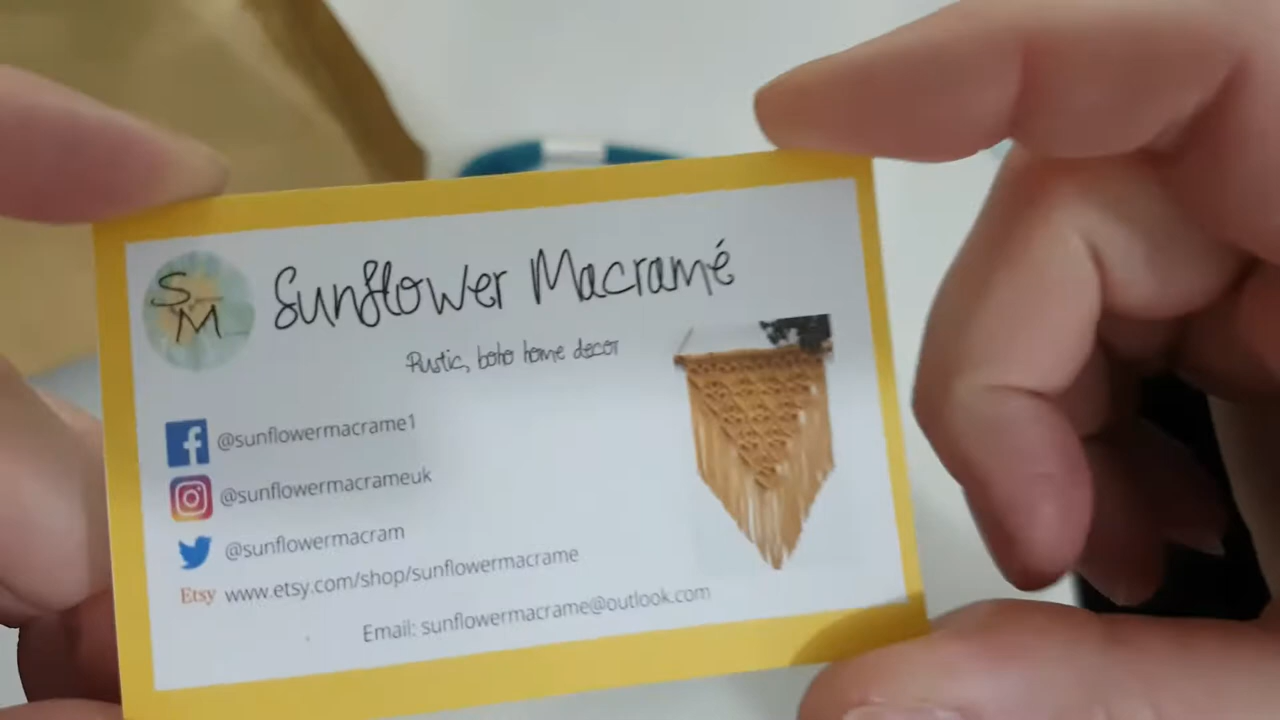 SM
Sunflower Macramé
Rustic, boho home decor
@sunflowermacrame1
@sunflowermacrameuk
@sunflowermacram
Etsy www.etsy.com/shop/sunflowermacrame
Email: sunflowermacrame@outlook.com